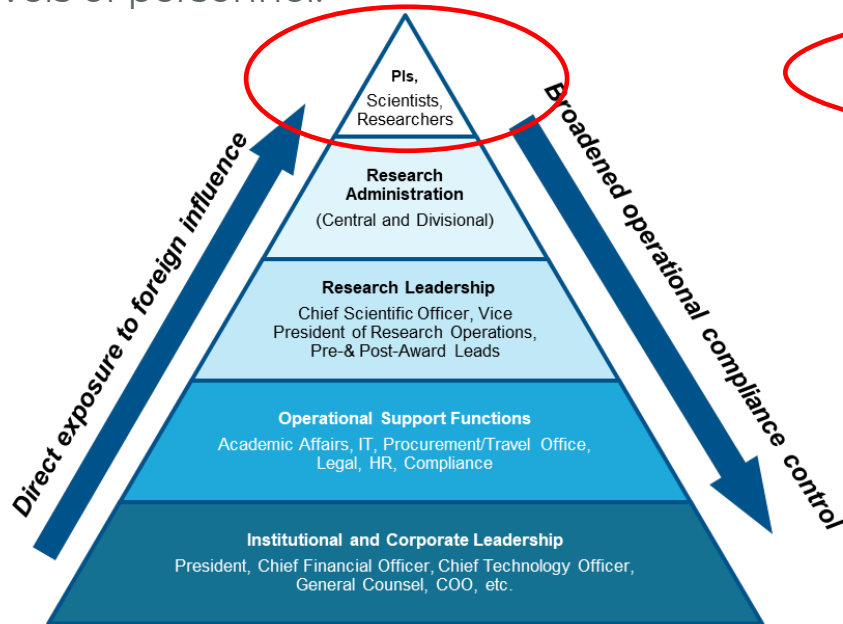 of personnel.
PIs,
Scientists,
Researchers
Research
Administration
(Central and Divisional)
Research Leadership
Chief Scientific Officer, Vice
President of Research Operations,
Pre-& Post-Award Leads
Operational Support Functions
Academic Affairs, IT, Procurement/Travel Office,
Legal, HR, Compliance
Institutional and Corporate Leadership
President, Chief Financial Officer, Chief Technology Officer,
General Counsel, COO, etc.
Direct exposure to foreign influence
Broadened operational compliance control